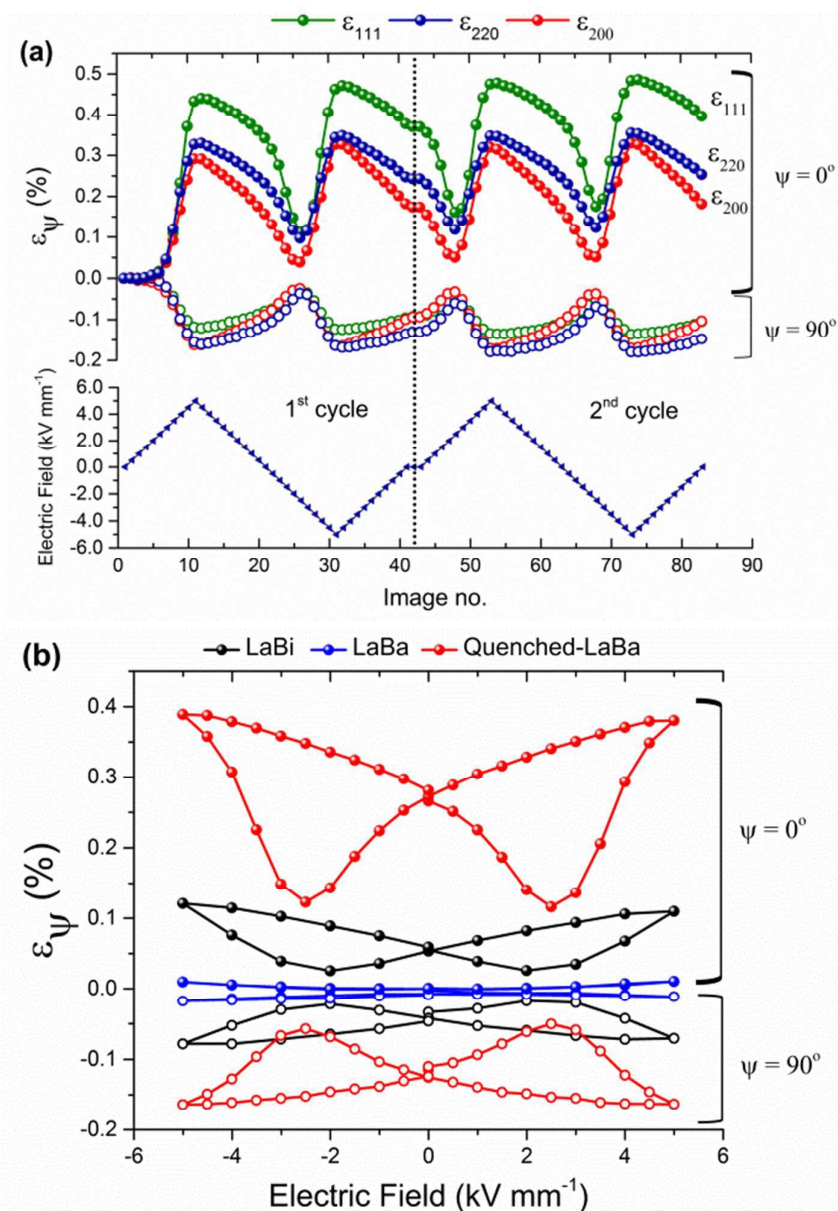 ε111 ε220 ε200
(a)
0.5
0.4
0.3
0.2
0.1
0.0
-0.1
-0.2
εψ (%)
ε111
ε220
ε200
ψ = 0°
ψ = 90°
6.0
4.0
2.0
0.0
-2.0
-4.0
-6.0
Electric Field (kV mm-1)
1st cycle
2nd cycle
0 10 20 30 40 50 60 70 80 90
Image no.
(b)
LaBi LaBa Quenched-LaBa
0.4
0.3
0.2
0.1
0.0
-0.1
-0.2
εψ (%)
ψ = 0°
ψ = 90°
-6 -4 -2 0 2 4 6
Electric Field (kV mm-1)